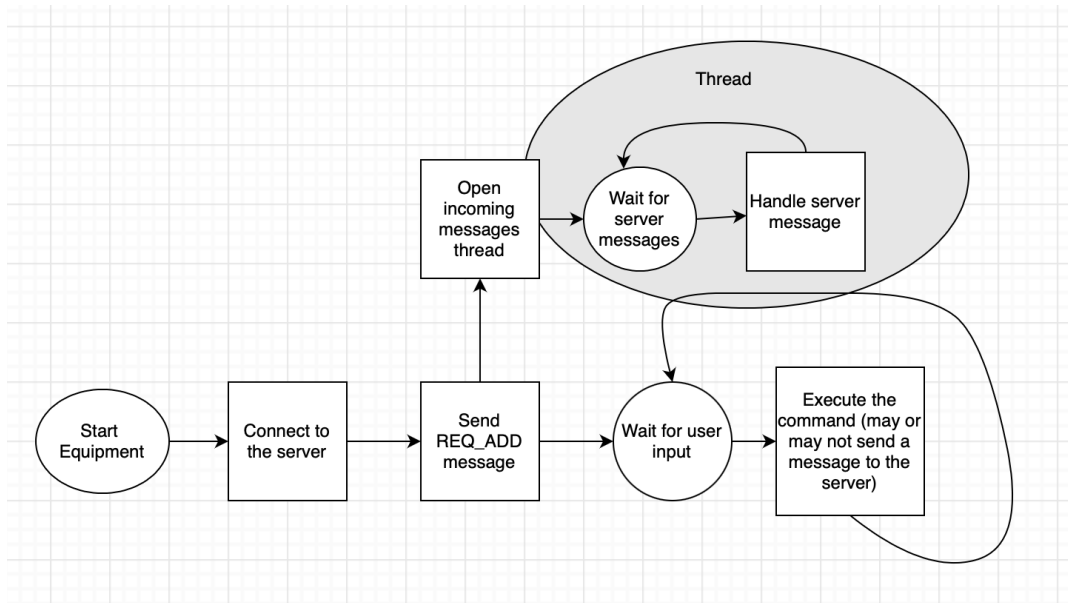 Thread
Open
incoming
messages
thread
Wait for
server
messages
Handle server
message
Start
Equipment
Connect to
the server
Send
REQ_ADD
message
Wait for user
input
Execute the
command (may or
may not send a
message to the
server)